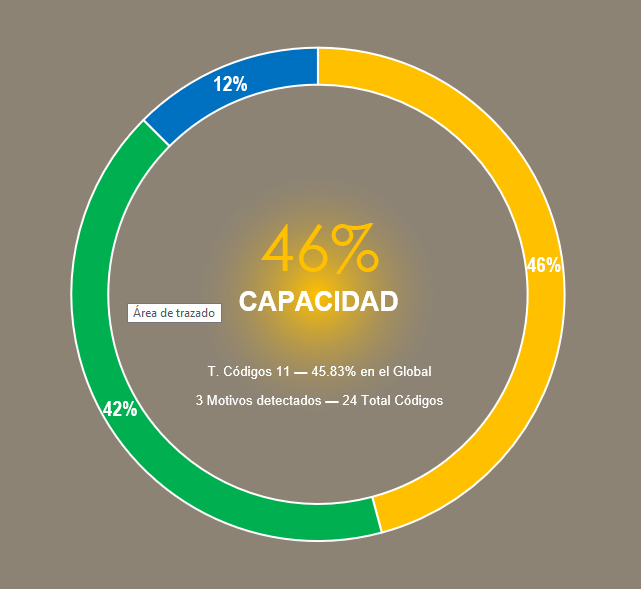 12%
46%
46%
CAPACIDAD
Área de trazado
T. Códigos 11 — 45.83% en el Global
3 Motivos detectados — 24 Total Códigos
42%